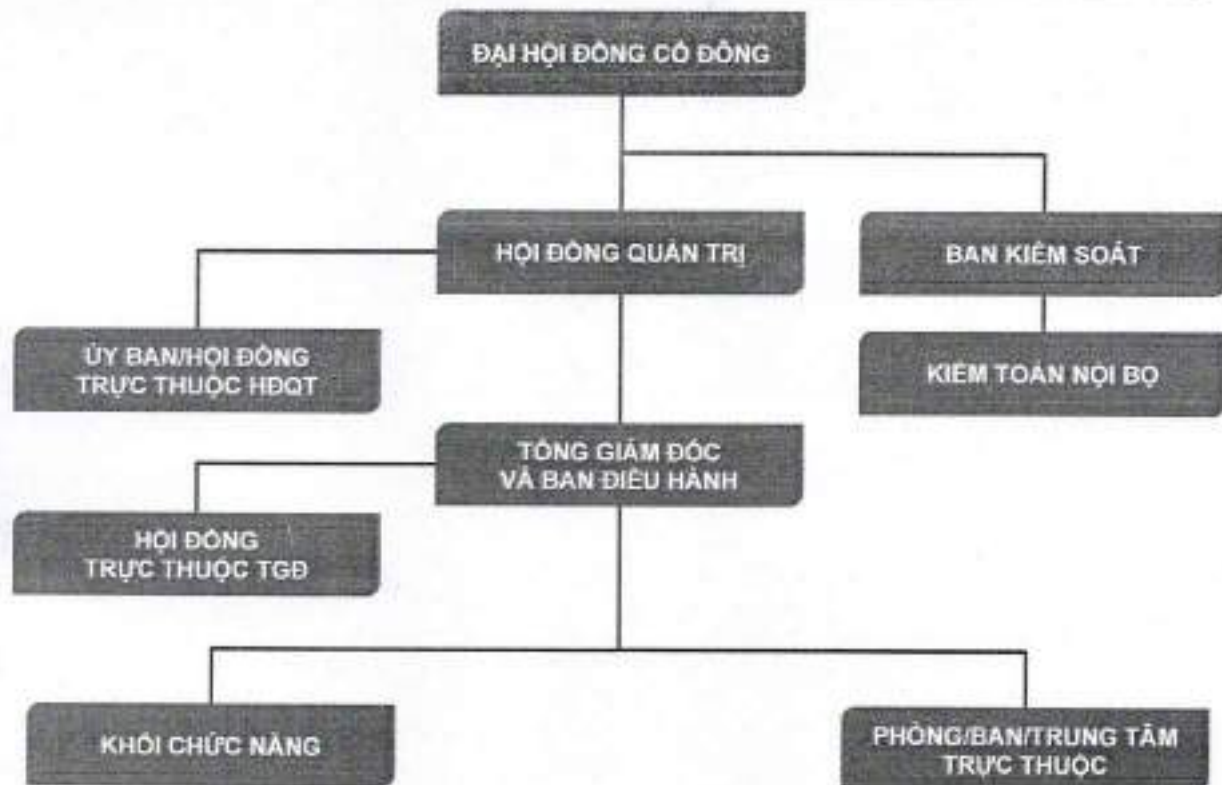 ĐẠI HỘI ĐỒNG CỔ ĐÔNG
HỘI ĐỒNG QUẢN TRỊ
BAN KIỂM SOÁT
ỦY BAN/HỘI ĐỒNG
TRỰC THUỘC HĐQT
KIỂM TOÁN NỘI BỘ
TỔNG GIÁM ĐỐC
VÀ BAN ĐIỀU HÀNH
HỘI ĐỒNG
TRỰC THUỘC TGĐ
KHỐI CHỨC NĂNG
PHÒNG/BAN/TRUNG TÂM
TRỰC THUỘC